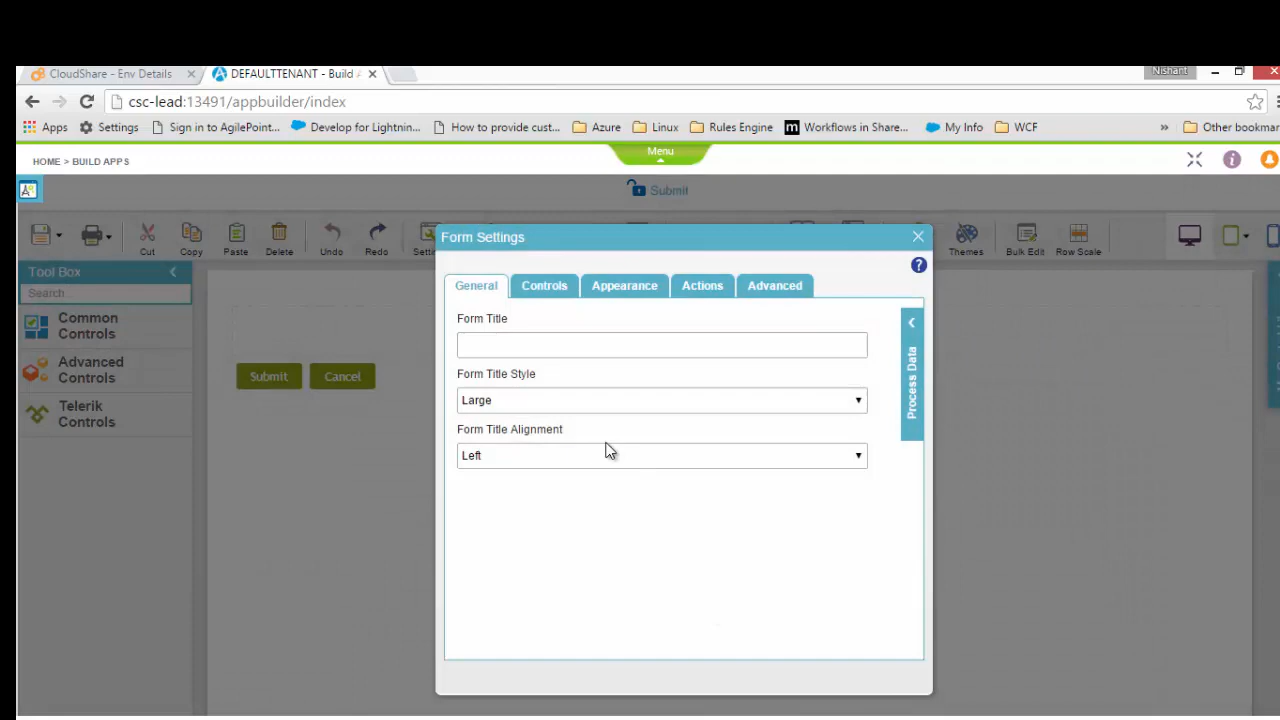 CloudShare - Env Details
DEFAULTTENANT - Build
Nishant
csc-lead:13491/appbuilder/index
Apps Settings Sign in to AgilePoint... Develop for Lightnin... How to provide cust... Azure Linux Rules Engine Workflows in Share... My Info WCF » Other bookmar
HOME > BUILD APPS
Menu
Submit
Cut Copy Paste Delete Undo Redo Themes Bulk Edit Row Scale
Form Settings
Tool Box
Search...
Common
Controls
Advanced
Controls
Telerik
Controls
Submit Cancel
General Controls Appearance Actions Advanced
Form Title
Form Title Style
Large
Form Title Alignment
Left
Process Data